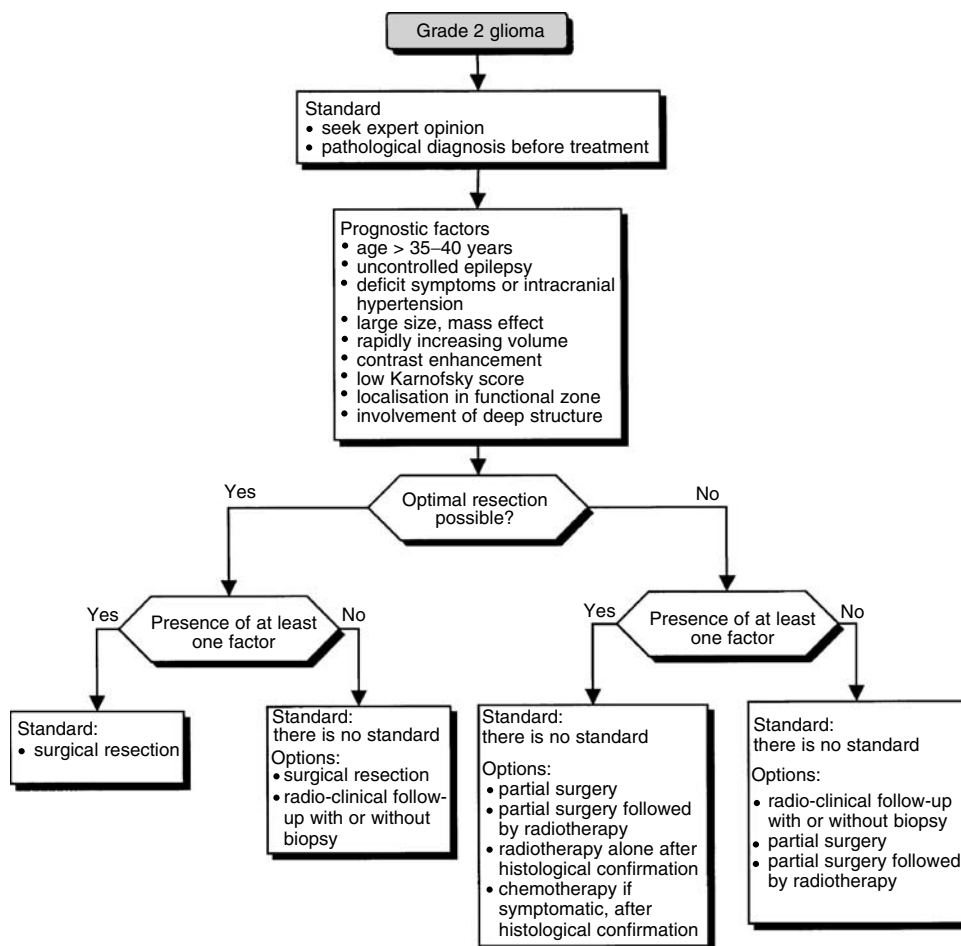 Grade 2 glioma
Standard
• seek expert opinion
• pathological diagnosis before treatment
Prognostic factors
• age > 35–40 years
• uncontrolled epilepsy
• deficit symptoms or intracranial
hypertension
• large size, mass effect
• rapidly increasing volume
• contrast enhancement
• low Karnofsky score
• localisation in functional zone
• involvement of deep structure
Yes
Optimal resection
possible?
No
Yes
Presence of at least
one factor
No
Yes
Presence of at least
one factor
No
Standard:
• surgical resection
Standard:
there is no standard
Options:
• surgical resection
• radio-clinical follow-
up with or without
biopsy
Standard:
there is no standard
Options:
• partial surgery
• partial surgery followed
by radiotherapy
• radiotherapy alone after
histological confirmation
• chemotherapy if
symptomatic, after
histological confirmation
Standard:
there is no standard
Options:
• radio-clinical follow-up
with or without biopsy
• partial surgery
• partial surgery followed
by radiotherapy